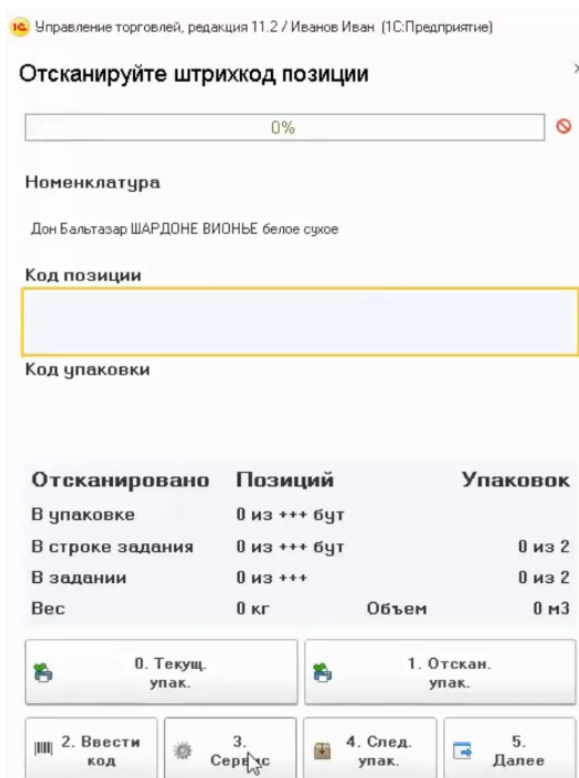 1С Управление торговлей, редакция 11.2 / Иванов Иван (1С:Предприятие)
Отсканируйте штрихкод позиции
0%
Номенклатура
Дон Бальтазар ШАРДОНЕ ВИОНЬЕ белое сухое
Код позиции
Код упаковки
Отсканировано Позиций Упаковок
В упаковке 0 из +++ бут
В строке задания 0 из +++ бут 0 из 2
В задании 0 из +++ 0 из 2
Вес 0 кг Объем 0 м3
0. Текущ. упак. 1. Отскан. упак.
2. Ввести код 3. Сервис 4. След. упак. 5. Далее